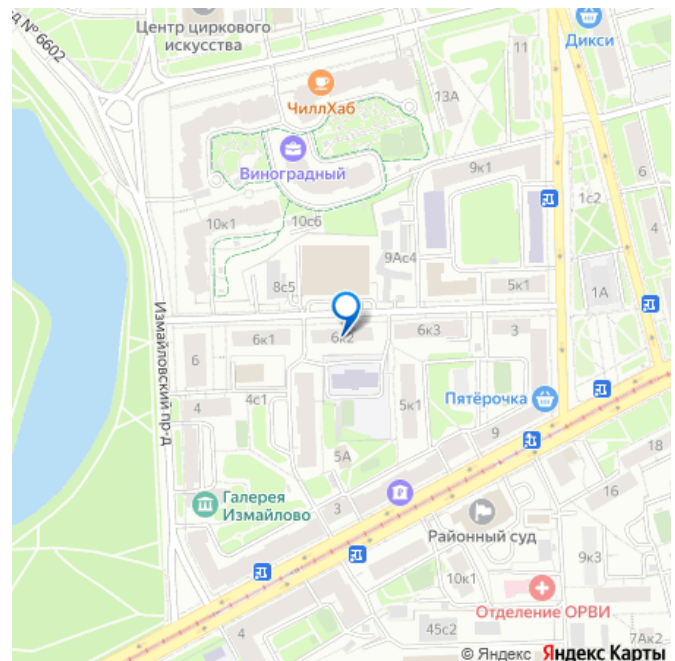 д № 6602
Центр циркового
искусства
Дикси
11
ЧиллХаб
13А
Виноградный
9к1
6
1с2
4
10к1
10с6
9Ас4
8с5
5к1
1А
Измайловский пр-д
6к1
6к2
6к3
3
6
4
4с1
5к1
Пятёрочка
9
5А
18
16
Галерея
Измайлово
3
Районный суд
9к3
10к1
Отделение ОРВИ
4
45с2
7Ак2
© Яндекс Яндекс Карты